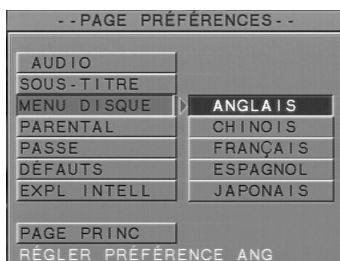 --PAGE PRÉFÉRENCES--
AUDIO
SOUS-TITRE
MENU DISQUE
PARENTAL
PASSE
DÉFAUTS
EXPL INTELL
ANGLAIS
CHINOIS
FRANÇAIS
ESPAGNOL
JAPONAIS
PAGE PRINC
RÉGLER PRÉFÉRENCE ANG